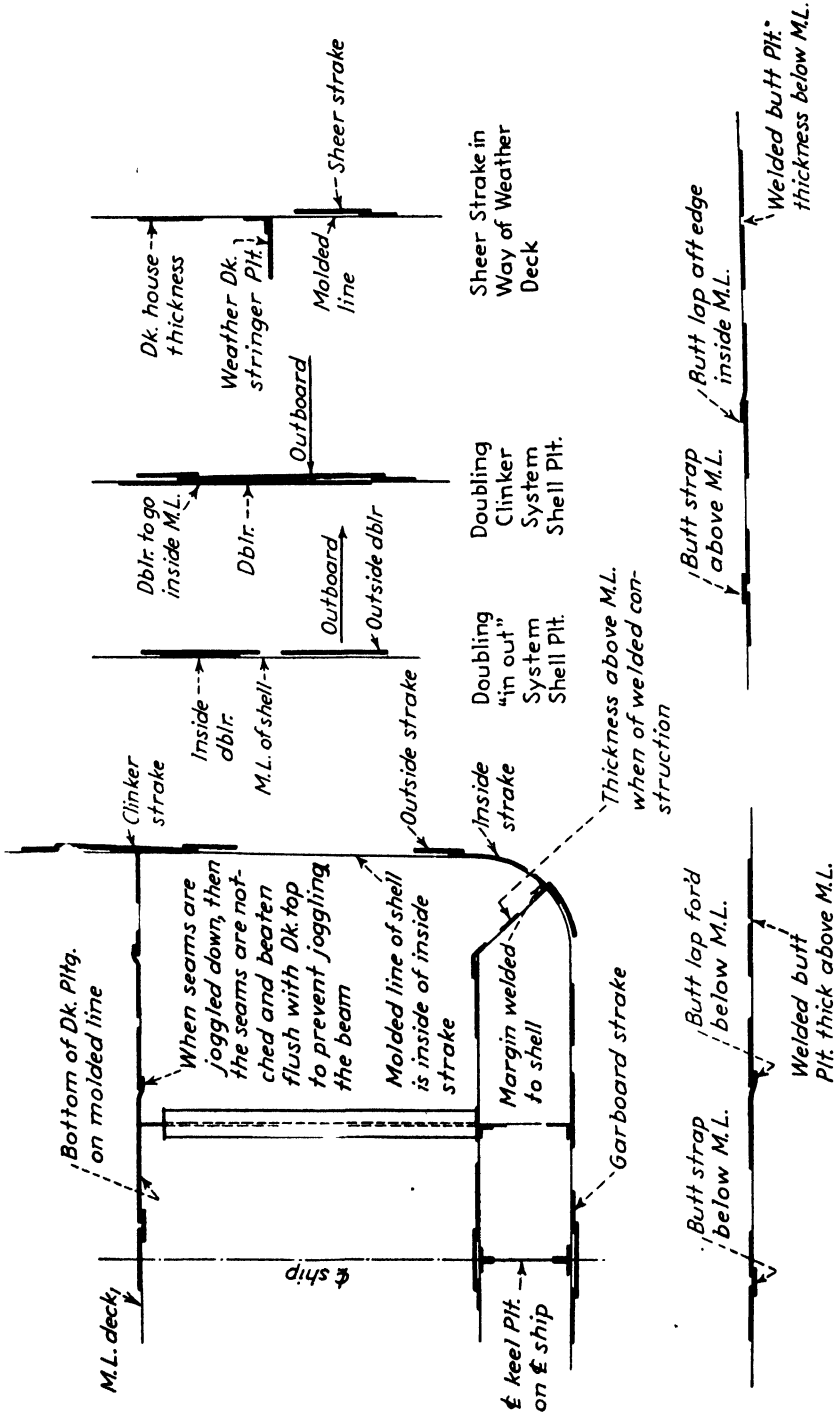 M.L. deck
Bottom of Dk. Pltg.
on molded line
Clinker
strake
When seams are
joggled down, then
the seams are not-
ched and beaten
flush with Dk. top
to prevent joggling
the beam
Molded line of shell
is inside of inside
strake
Outside strake
Inside
strake
Margin welded
to shell
Thickness above M.L.
when of welded con-
struction
Garboard strake
℄ ship
℄ keel Plt.
on ℄ ship
Inside
dblr.
M.L. of shell
Outboard
Outside dblr
Doubling
"in out"
System
Shell Plt.
Dblr. to go
inside M.L.
Dblr.
Outboard
Doubling
Clinker
System
Shell Plt.
Dk. house
thickness
Weather Dk.
stringer Plt.
Molded
line
Sheer strake
Sheer Strake in
Way of Weather
Deck
Butt strap
below M.L.
Butt lap for'd
below M.L.
Welded butt
Plt. thick above M.L.
Butt strap
above M.L.
Butt lap aft edge
inside M.L.
Welded butt Plt.
thickness below M.L.